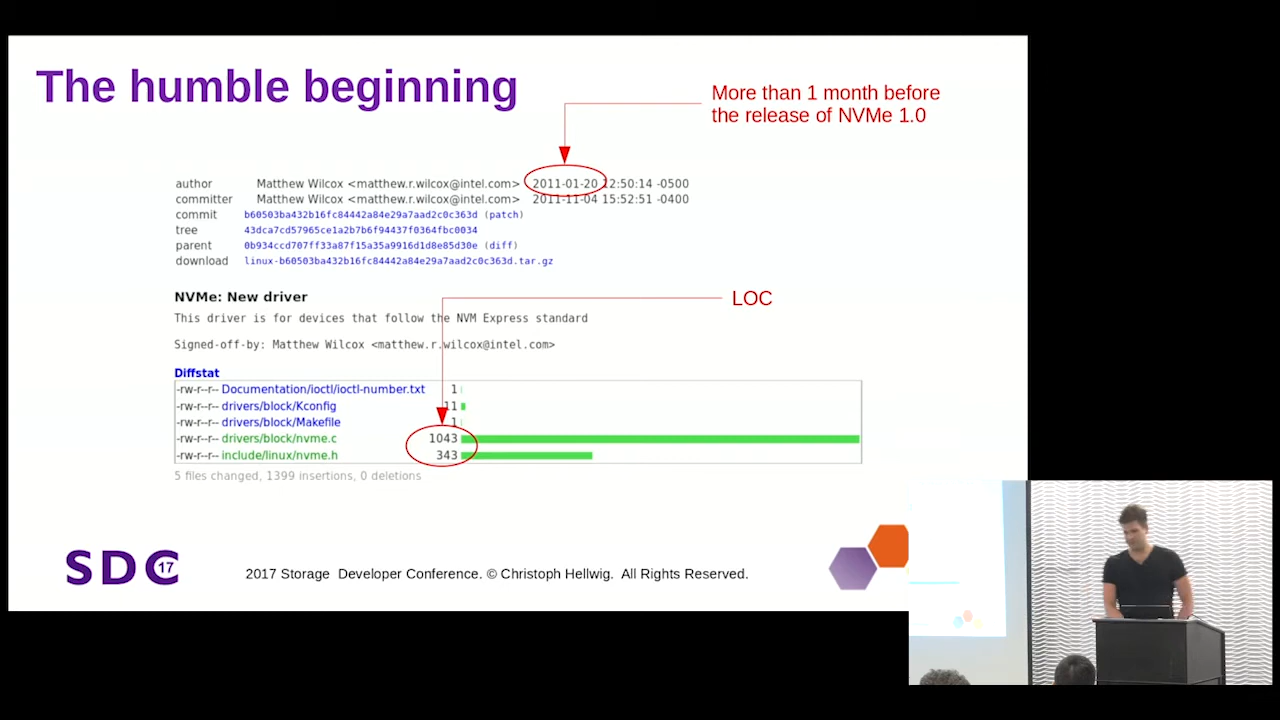 The humble beginning
More than 1 month before
the release of NVMe 1.0
author Matthew Wilcox <matthew.r.wilcox@intel.com> 2011-01-20 12:50:14 -0500
committer Matthew Wilcox <matthew.r.wilcox@intel.com> 2011-11-04 15:52:51 -0400
commit b60503ba432b16fc84442a84e29a7aad2c0c363d (patch)
tree 43dca7cd57965ce1a2b7b6f94437f0364fbc0034
parent 0b934ccd707ff33a87f15a35a9916d1d8e85d30e (diff)
download linux-b60503ba432b16fc84442a84e29a7aad2c0c363d.tar.gz
NVMe: New driver
LOC
This driver is for devices that follow the NVM Express standard
Signed-off-by: Matthew Wilcox <matthew.r.wilcox@intel.com>
Diffstat
-rw-r--r-- Documentation/ioctl/ioctl-number.txt 1
-rw-r--r-- drivers/block/Kconfig 11
-rw-r--r-- drivers/block/Makefile 1
-rw-r--r-- drivers/block/nvme.c 1043
-rw-r--r-- include/linux/nvme.h 343
5 files changed, 1399 insertions, 0 deletions
SDC 17
2017 Storage Developer Conference. © Christoph Hellwig. All Rights Reserved.